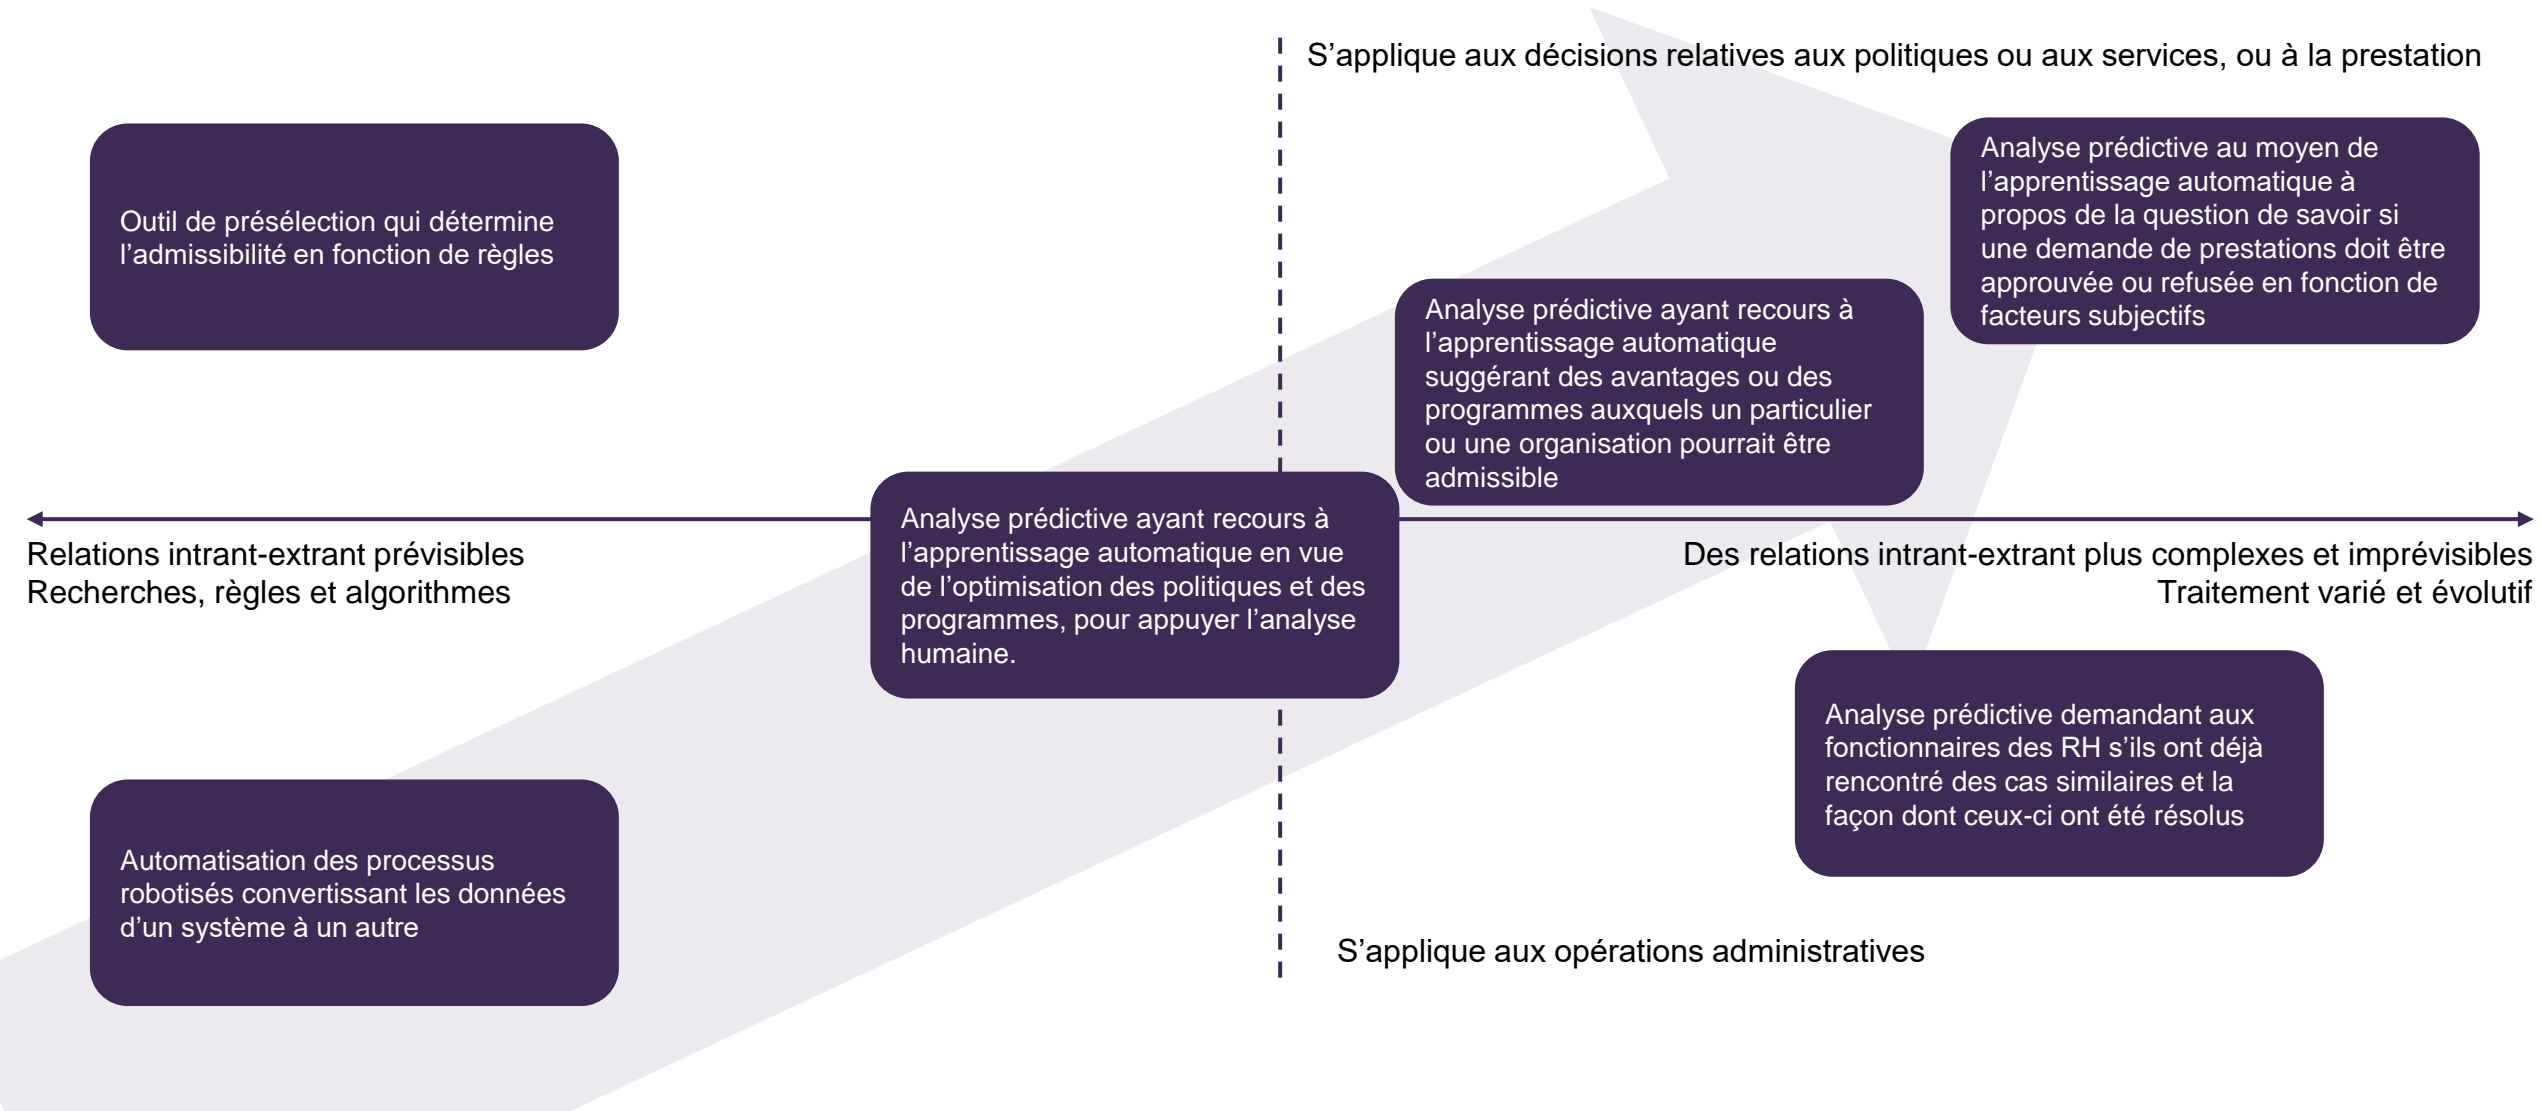 S’applique aux décisions relatives aux politiques ou aux services, ou à la prestation
Outil de présélection qui détermine
l’admissibilité en fonction de règles
Analyse prédictive au moyen de
l’apprentissage automatique à
propos de la question de savoir si
une demande de prestations doit être
approuvée ou refusée en fonction de
facteurs subjectifs
Analyse prédictive ayant recours à
l’apprentissage automatique
suggérant des avantages ou des
programmes auxquels un particulier
ou une organisation pourrait être
admissible
Relations intrant-extrant prévisibles
Recherches, règles et algorithmes
Analyse prédictive ayant recours à
l’apprentissage automatique en vue
de l’optimisation des politiques et des
programmes, pour appuyer l’analyse
humaine.
Des relations intrant-extrant plus complexes et imprévisibles
Traitement varié et évolutif
Analyse prédictive demandant aux
fonctionnaires des RH s’ils ont déjà
rencontré des cas similaires et la
façon dont ceux-ci ont été résolus
Automatisation des processus
robotisés convertissant les données
d’un système à un autre
S’applique aux opérations administratives